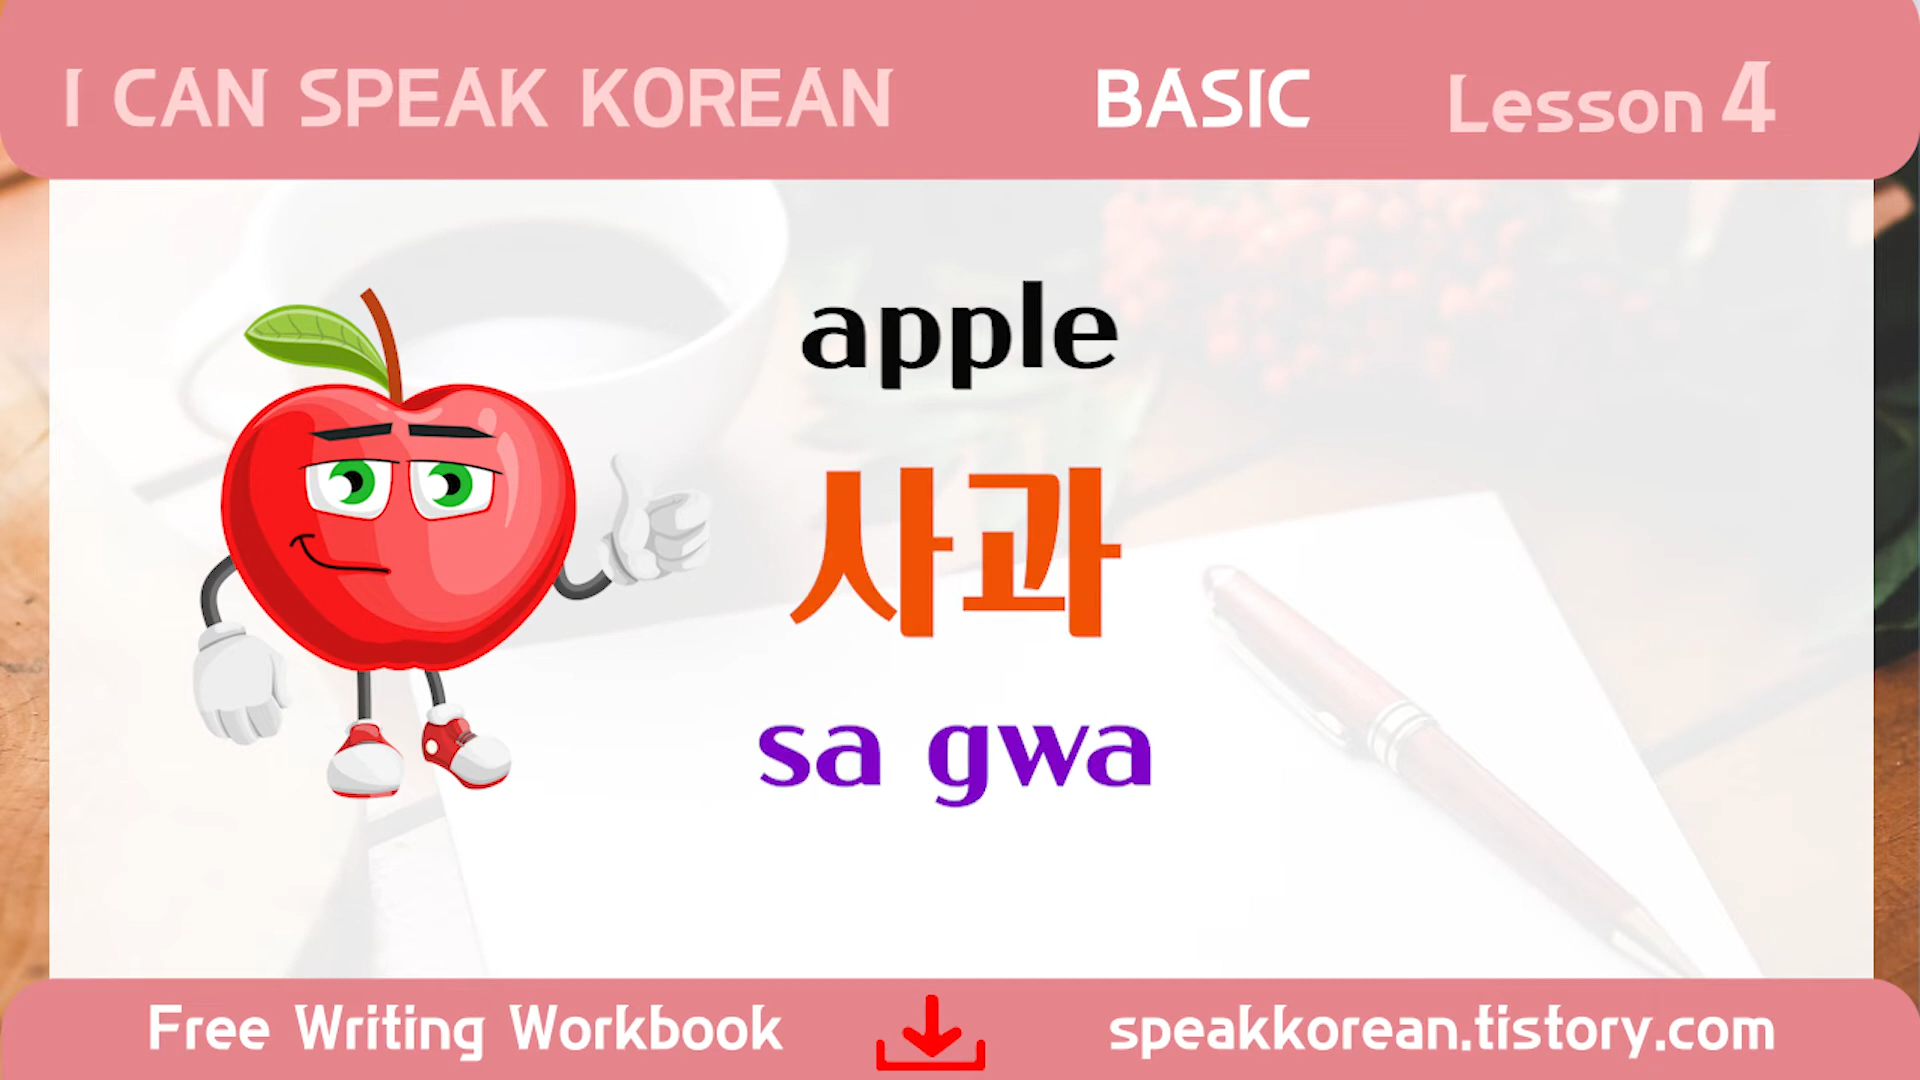 I CAN SPEAK KOREAN BASIC Lesson 4
apple
사과
sa gwa
Free Writing Workbook speakkorean.tistory.com